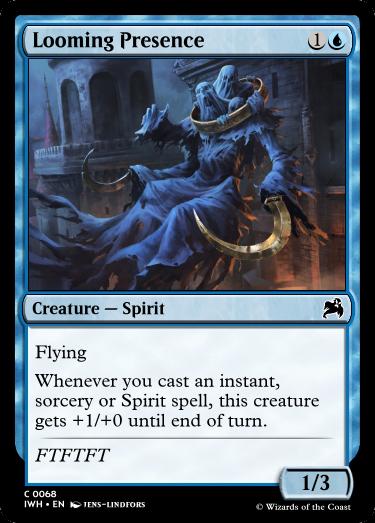 Looming Presence 1
Creature — Spirit
Flying
Whenever you cast an instant,
sorcery or Spirit spell, this creature
gets +1/+0 until end of turn.
FTFTFT
1/3
C 0068
IWH • EN JENS-LINDFORS
© Wizards of the Coast